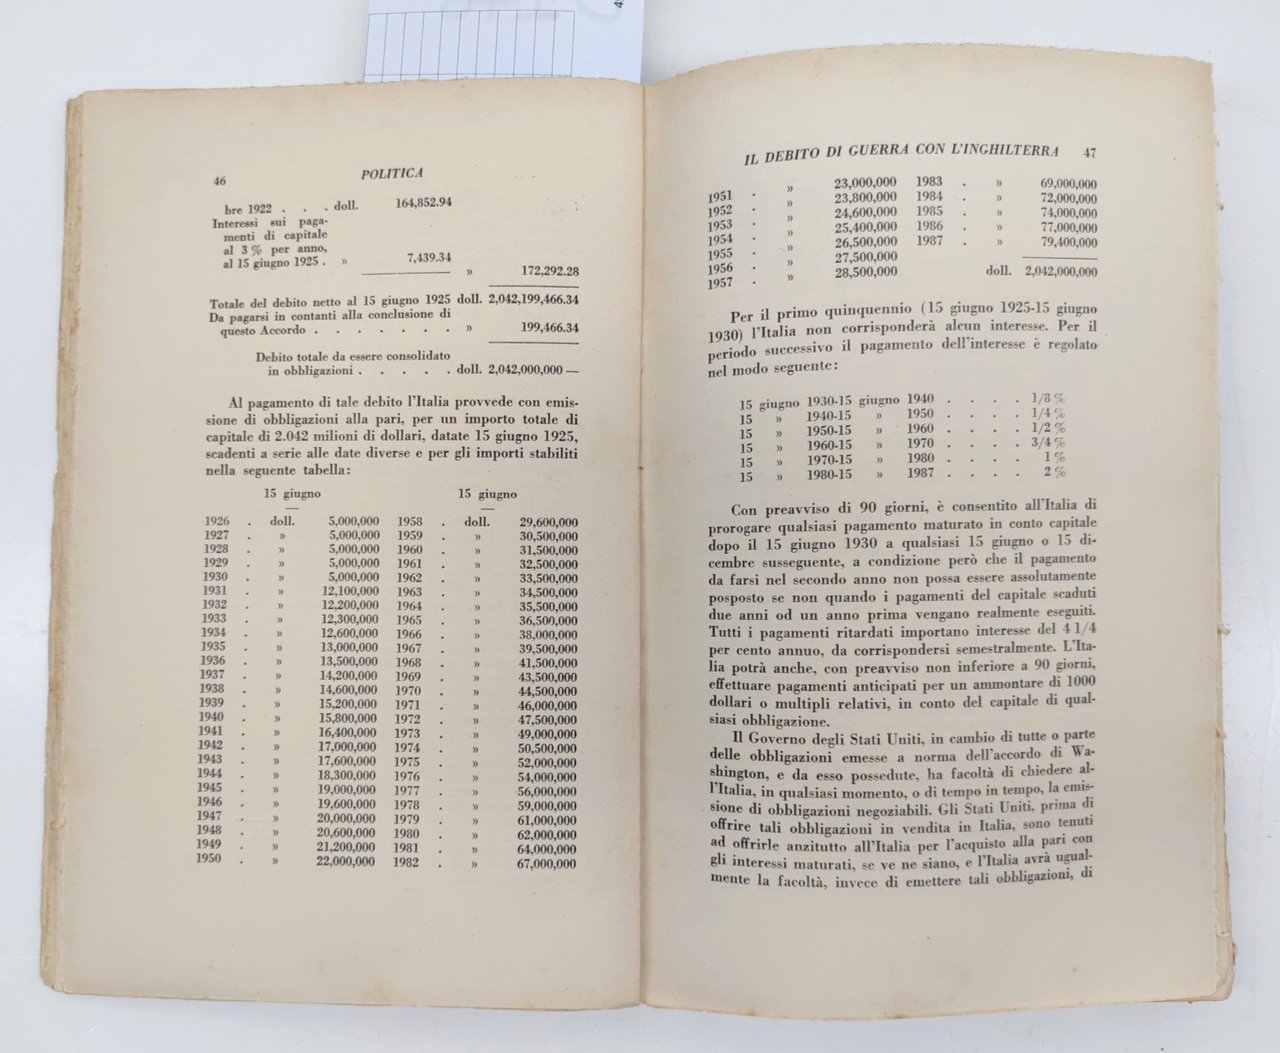 46 POLITICA
bre 1922 . . . doll. 164,852.94
Interessi sui paga-
menti di capitale
al 3 % per anno,
al 15 giugno 1925 . » 7,439.34
» 172,292.28
Totale del debito netto al 15 giugno 1925 doll. 2,042,199,466.34
Da pagarsi in contanti alla conclusione di
questo Accordo . . . . . . . » 199,466.34
Debito totale da essere consolidato
in obbligazioni . . . . . doll. 2,042,000,000 —
Al pagamento di tale debito l'Italia provvede con emis-
sione di obbligazioni alla pari, per un importo totale di
capitale di 2.042 milioni di dollari, datate 15 giugno 1925,
scadenti a serie alle date diverse e per gli importi stabiliti
nella seguente tabella:
15 giugno 15 giugno
1926 . doll. 5,000,000 1958 . doll. 29,600,000
1927 . » 5,000,000 1959 . » 30,500,000
1928 . » 5,000,000 1960 . » 31,500,000
1929 . » 5,000,000 1961 . » 32,500,000
1930 . » 5,000,000 1962 . » 33,500,000
1931 . » 12,100,000 1963 . » 34,500,000
1932 . » 12,200,000 1964 . » 35,500,000
1933 . » 12,300,000 1965 . » 36,500,000
1934 . » 12,600,000 1966 . » 38,000,000
1935 . » 13,000,000 1967 . » 39,500,000
1936 . » 13,500,000 1968 . » 41,500,000
1937 . » 14,200,000 1969 . » 43,500,000
1938 . » 14,600,000 1970 . » 44,500,000
1939 . » 15,200,000 1971 . » 46,000,000
1940 . » 15,800,000 1972 . » 47,500,000
1941 . » 16,400,000 1973 . » 49,000,000
1942 . » 17,000,000 1974 . » 50,500,000
1943 . » 17,600,000 1975 . » 52,000,000
1944 . » 18,300,000 1976 . » 54,000,000
1945 . » 19,000,000 1977 . » 56,000,000
1946 . » 19,600,000 1978 . » 59,000,000
1947 . » 20,000,000 1979 . » 61,000,000
1948 . » 20,600,000 1980 . » 62,000,000
1949 . » 21,200,000 1981 . » 64,000,000
1950 . » 22,000,000 1982 . » 67,000,000
IL DEBITO DI GUERRA CON L'INGHILTERRA 47
1951 . » 23,000,000 1983 . » 69,000,000
1952 . » 23,800,000 1984 . » 72,000,000
1953 . » 24,600,000 1985 . » 74,000,000
1954 . » 25,400,000 1986 . » 77,000,000
1955 . » 26,500,000 1987 . » 79,400,000
1956 . » 27,500,000
1957 . » 28,500,000 doll. 2,042,000,000
Per il primo quinquennio (15 giugno 1925-15 giugno
1930) l'Italia non corrisponderà alcun interesse. Per il
periodo successivo il pagamento dell'interesse è regolato
nel modo seguente:
15 giugno 1930-15 giugno 1940 . . . . 1/8 %
15 » 1940-15 » 1950 . . . . 1/4 %
15 » 1950-15 » 1960 . . . . 1/2 %
15 » 1960-15 » 1970 . . . . 3/4 %
15 » 1970-15 » 1980 . . . . 1 %
15 » 1980-15 » 1987 . . . . 2 %
Con preavviso di 90 giorni, è consentito all'Italia di
prorogare qualsiasi pagamento maturato in conto capitale
dopo il 15 giugno 1930 a qualsiasi 15 giugno o 15 di-
cembre susseguente, a condizione però che il pagamento
da farsi nel secondo anno non possa essere assolutamente
posposto se non quando i pagamenti del capitale scaduti
due anni od un anno prima vengano realmente eseguiti.
Tutti i pagamenti ritardati importano interesse del 4 1/4
per cento annuo, da corrispondersi semestralmente. L'Ita-
lia potrà anche, con preavviso non inferiore a 90 giorni,
effettuare pagamenti anticipati per un ammontare di 1000
dollari o multipli relativi, in conto del capitale di qual-
siasi obbligazione.
Il Governo degli Stati Uniti, in cambio di tutte o parte
delle obbligazioni emesse a norma dell'accordo di Wa-
shington, e da esso possedute, ha facoltà di chiedere al-
l'Italia, in qualsiasi momento, o di tempo in tempo, la emis-
sione di obbligazioni negoziabili. Gli Stati Uniti, prima di
offrire tali obbligazioni in vendita in Italia, sono tenuti
ad offrirle anzitutto all'Italia per l'acquisto alla pari con
gli interessi maturati, se ve ne siano, e l'Italia avrà ugual-
mente la facoltà, invece di emettere tali obbligazioni, di